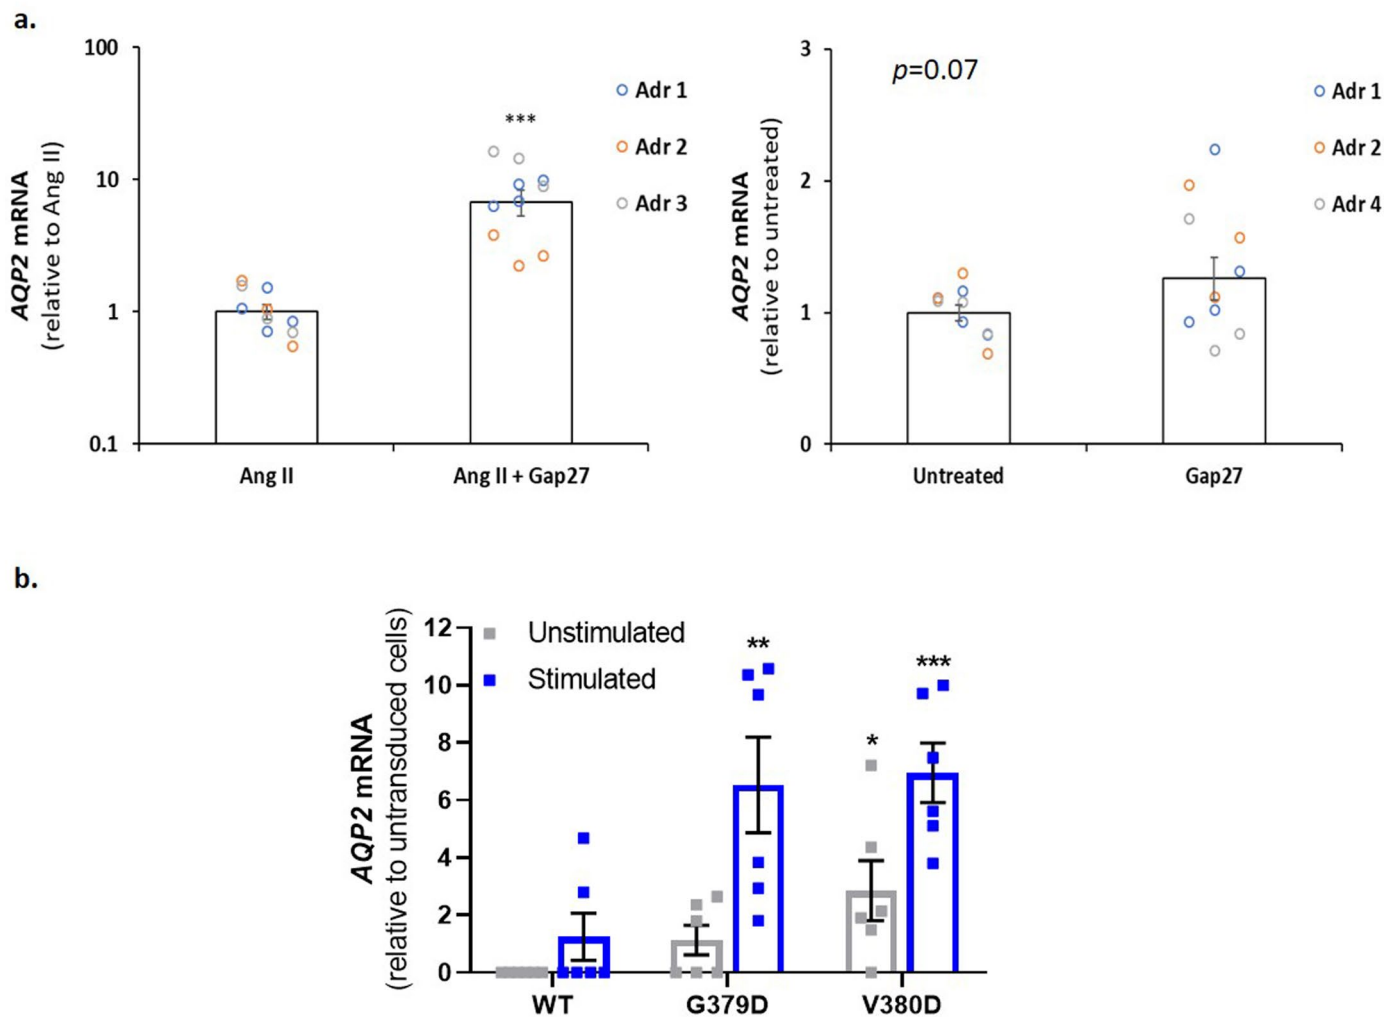 a.
AQP2 mRNA
(relative to Ang II)
100
10
1
0.1
***
Adr 1
Adr 2
Adr 3
Ang II
Ang II + Gap27
AQP2 mRNA
(relative to untreated)
3
2
1
0
p=0.07
Adr 1
Adr 2
Adr 4
Untreated
Gap27
b.
AQP2 mRNA
(relative to untransduced cells)
12
10
8
6
4
2
0
Unstimulated
Stimulated
**
*
***
WT
G379D
V380D